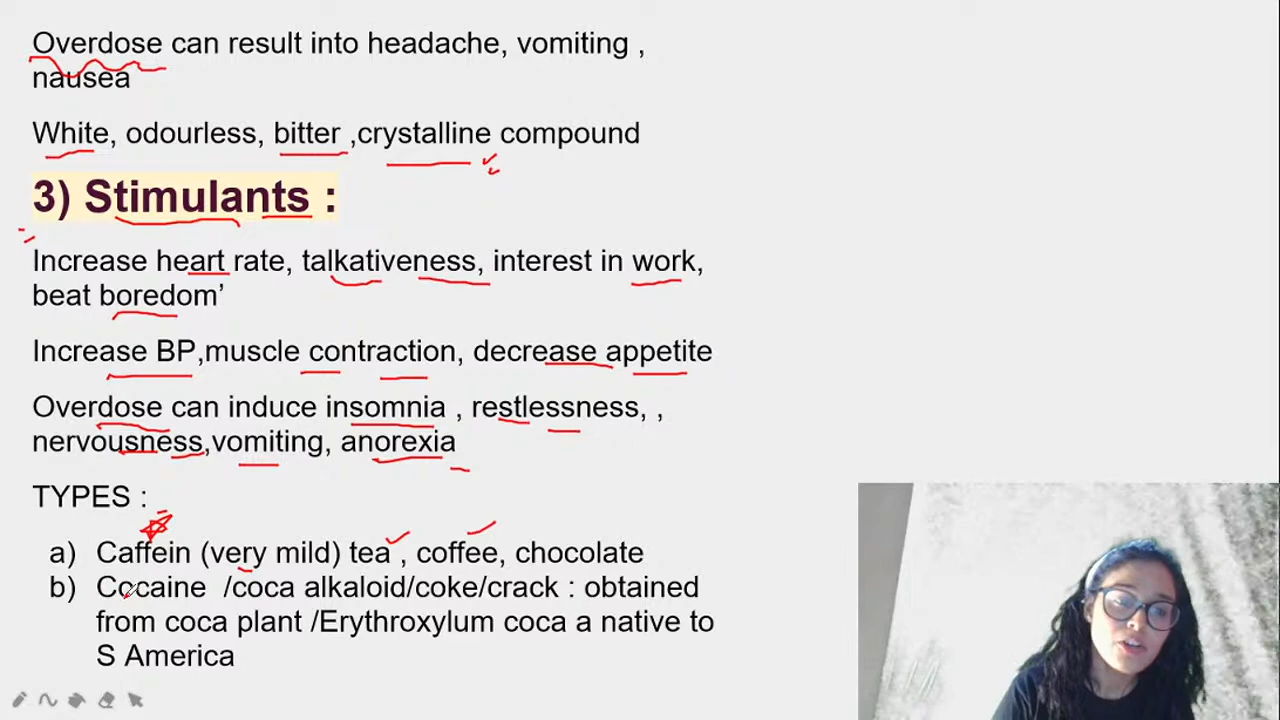 Overdose can result into headache, vomiting ,
nausea
White, odourless, bitter ,crystalline compound
3) Stimulants :
Increase heart rate, talkativeness, interest in work,
beat boredom’
Increase BP,muscle contraction, decrease appetite
Overdose can induce insomnia , restlessness, ,
nervousness,vomiting, anorexia
TYPES :
a) Caffein (very mild) tea , coffee, chocolate
b) Cocaine /coca alkaloid/coke/crack : obtained
from coca plant /Erythroxylum coca a native to
S America